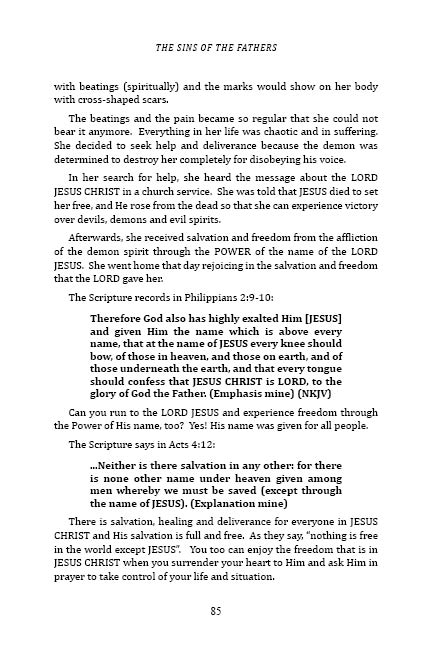 THE SINS OF THE FATHERS
with beatings (spiritually) and the marks would show on her body
with cross-shaped scars.
The beatings and the pain became so regular that she could not
bear it anymore.  Everything in her life was chaotic and in suffering.
She decided to seek help and deliverance because the demon was
determined to destroy her completely for disobeying his voice.
In her search for help, she heard the message about the LORD
JESUS CHRIST in a church service.  She was told that JESUS died to set
her free, and He rose from the dead so that she can experience victory
over devils, demons and evil spirits.
Afterwards, she received salvation and freedom from the affliction
of the demon spirit through the POWER of the name of the LORD
JESUS.  She went home that day rejoicing in the salvation and freedom
that the LORD gave her.
The Scripture records in Philippians 2:9-10:
Therefore God also has highly exalted Him [JESUS]
and given Him the name which is above every
name, that at the name of JESUS every knee should
bow, of those in heaven, and those on earth, and of
those underneath the earth, and that every tongue
should confess that JESUS CHRIST is LORD, to the
glory of God the Father. (Emphasis mine) (NKJV)
Can you run to the LORD JESUS and experience freedom through
the Power of His name, too?  Yes! His name was given for all people.
The Scripture says in Acts 4:12:
...Neither is there salvation in any other: for there
is none other name under heaven given among
men whereby we must be saved (except through
the name of JESUS). (Explanation mine)
There is salvation, healing and deliverance for everyone in JESUS
CHRIST and His salvation is full and free.  As they say, “nothing is free
in the world except JESUS”.   You too can enjoy the freedom that is in
JESUS CHRIST when you surrender your heart to Him and ask Him in
prayer to take control of your life and situation.
85